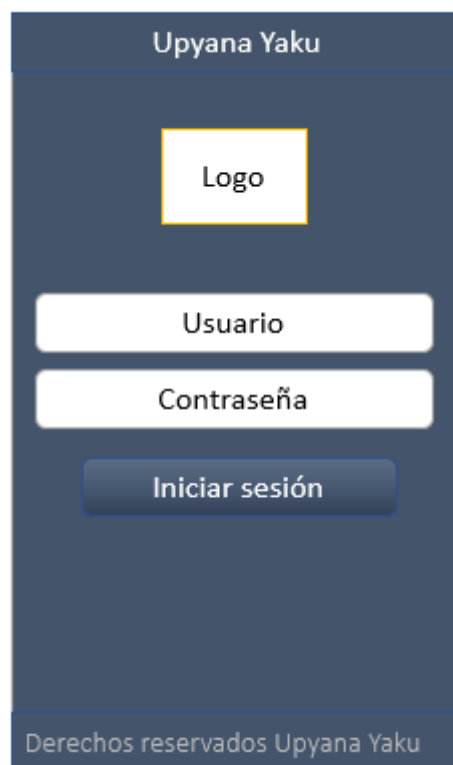 Upyana Yaku
Logo
Usuario
Contraseña
Iniciar sesión
Derechos reservados Upyana Yaku